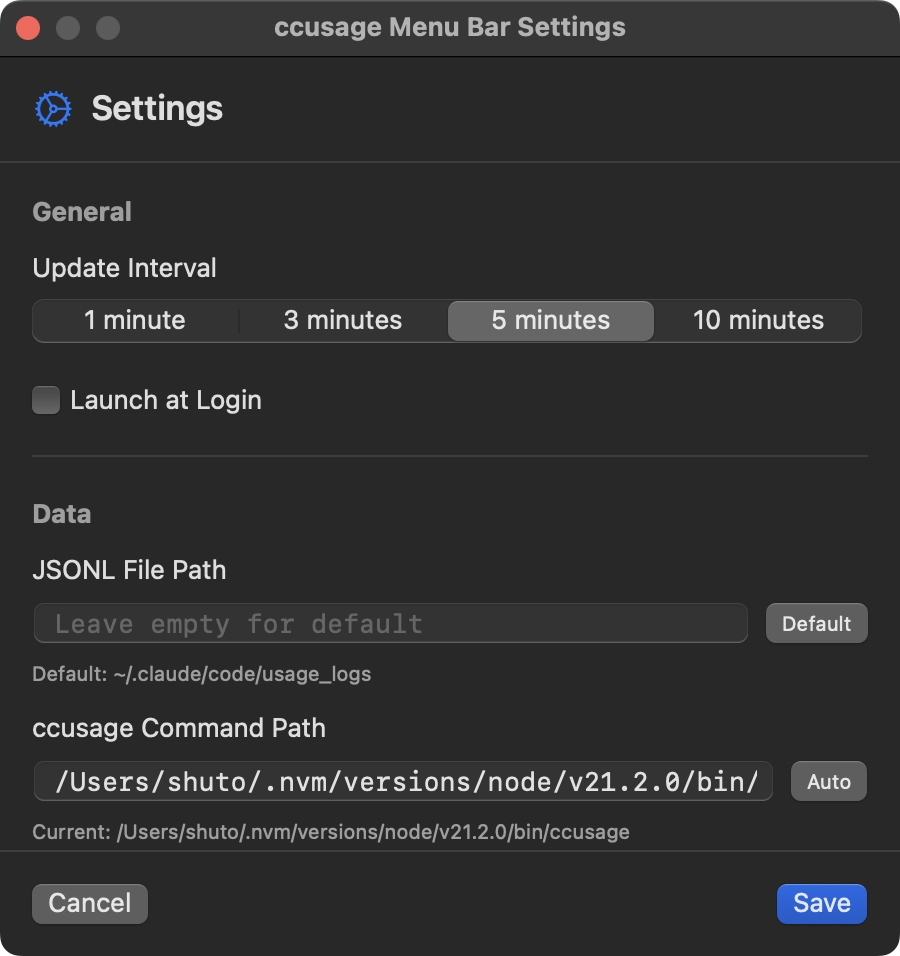 ccusage Menu Bar Settings
Settings
General
Update Interval
1 minute 3 minutes 5 minutes 10 minutes
Launch at Login
Data
JSONL File Path
Leave empty for default Default
Default: ~/.claude/code/usage_logs
ccusage Command Path
/Users/shuto/.nvm/versions/node/v21.2.0/bin/ Auto
Current: /Users/shuto/.nvm/versions/node/v21.2.0/bin/ccusage
Cancel Save